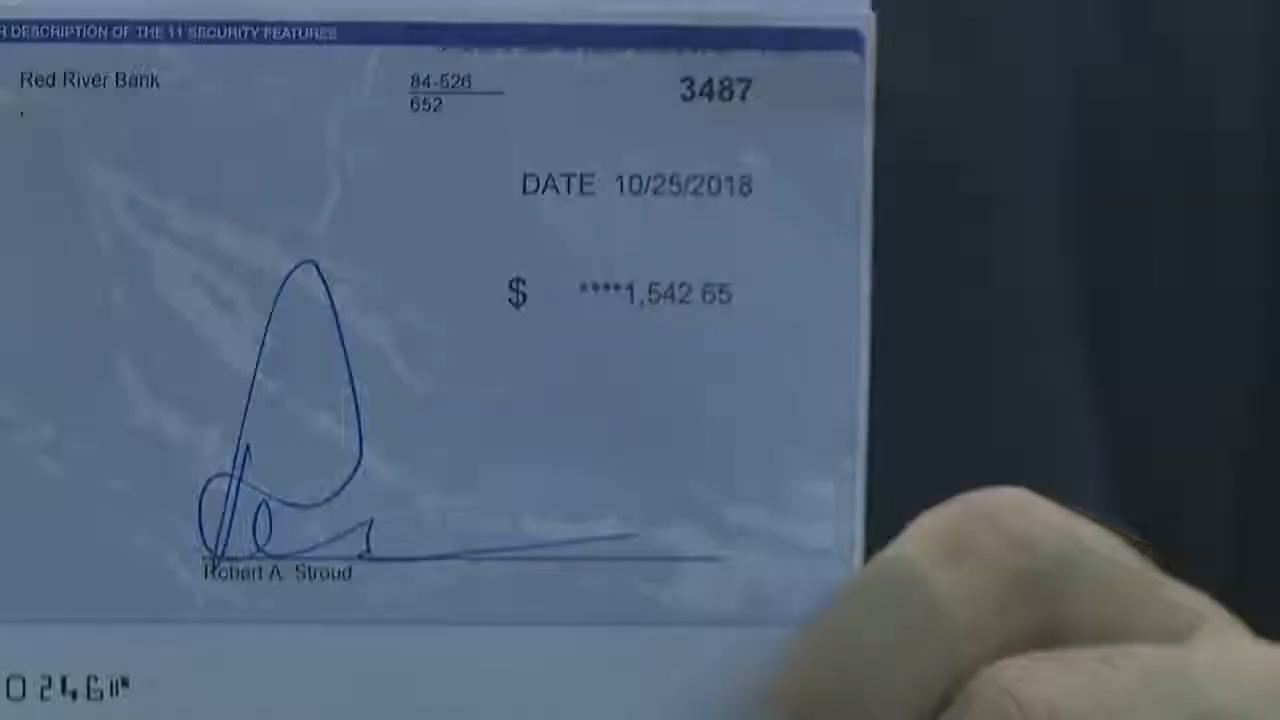 R DESCRIPTION OF THE 11 SECURITY FEATURES
Red River Bank
84-526
652
3487
DATE 10/25/2018
$ ****1,542 65
Robert A. Stroud
0246⑈